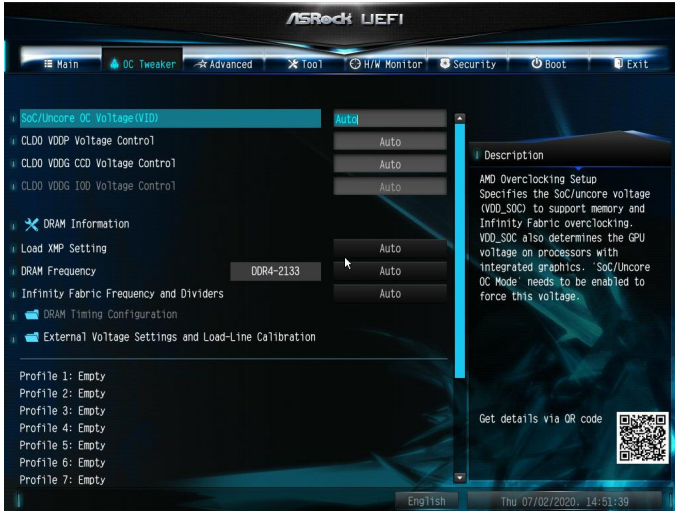 ASRock UEFI
Main OC Tweaker Advanced Tool H/W Monitor Security Boot Exit
SoC/Uncore OC Voltage(VID) Auto
CLDO VDDP Voltage Control Auto
CLDO VDDG CCD Voltage Control Auto
CLDO VDDG IOD Voltage Control Auto
DRAM Information
Load XMP Setting Auto
DRAM Frequency DDR4-2133 Auto
Infinity Fabric Frequency and Dividers Auto
DRAM Timing Configuration
External Voltage Settings and Load-Line Calibration
Profile 1: Empty
Profile 2: Empty
Profile 3: Empty
Profile 4: Empty
Profile 5: Empty
Profile 6: Empty
Profile 7: Empty
Description
AMD Overclocking Setup
Specifies the SoC/uncore voltage
(VDD_SOC) to support memory and
Infinity Fabric overclocking.
VDD_SOC also determines the GPU
voltage on processors with
integrated graphics. 'SoC/Uncore
OC Mode' needs to be enabled to
force this voltage.
Get details via QR code
English Thu 07/02/2020. 14:51:39